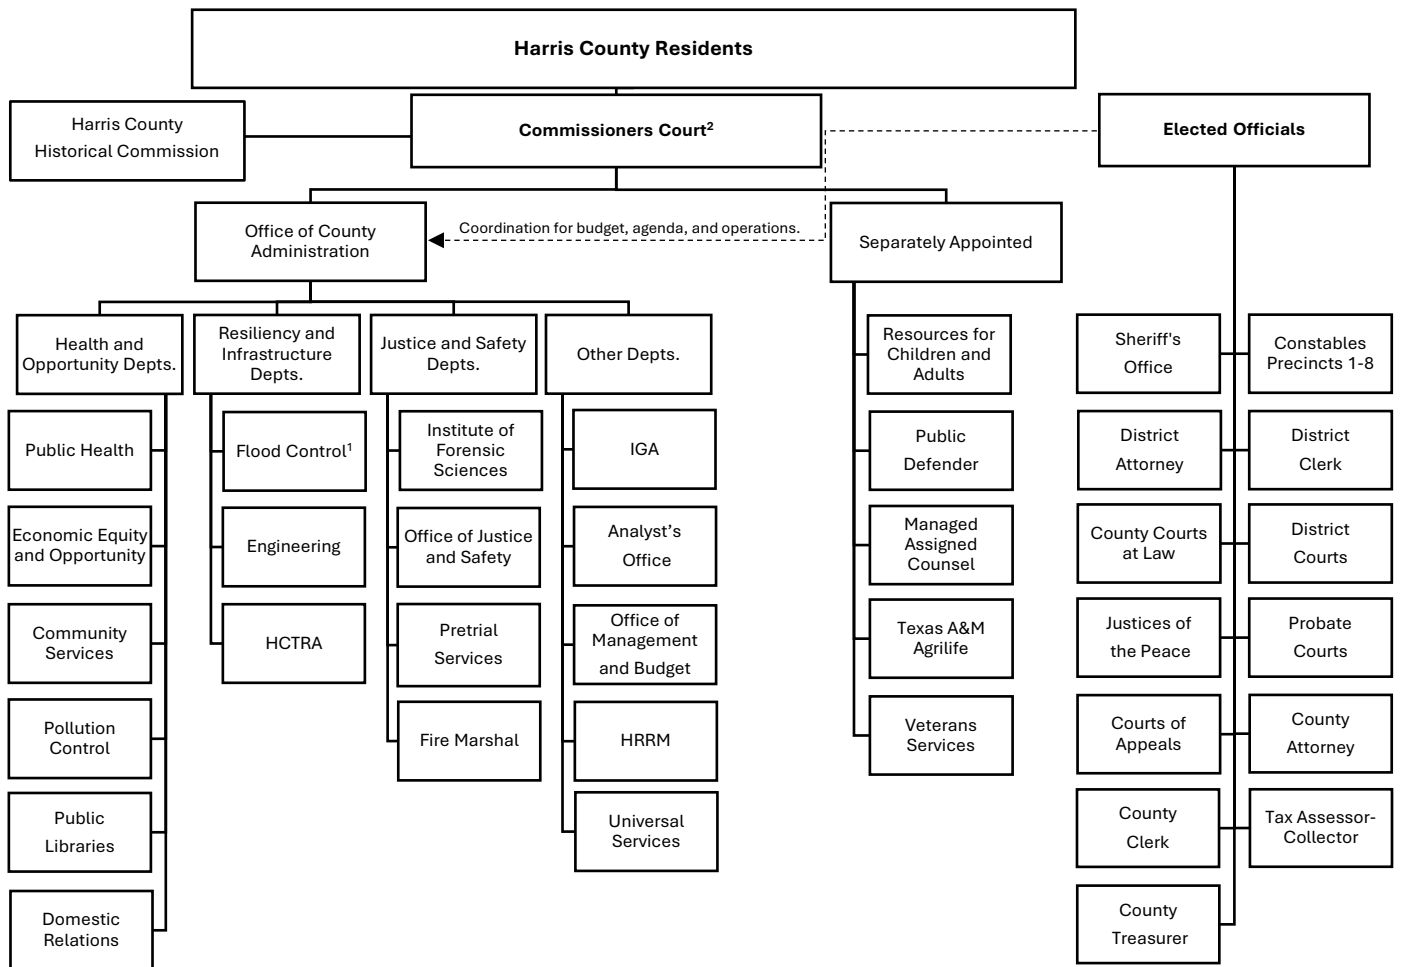 Harris County Residents
Harris County
Historical Commission
Commissioners Court²
Elected Officials
Office of County
Administration
Coordination for budget, agenda, and operations.
Separately Appointed
Health and
Opportunity Depts.
Resiliency and
Infrastructure
Depts.
Justice and Safety
Depts.
Other Depts.
Public Health
Economic Equity
and Opportunity
Community
Services
Pollution
Control
Public
Libraries
Domestic
Relations
Flood Control¹
Engineering
HCTRA
Institute of
Forensic
Sciences
Office of Justice
and Safety
Pretrial
Services
Fire Marshal
IGA
Analyst’s
Office
Office of
Management
and Budget
HRRM
Universal
Services
Resources for
Children and
Adults
Public
Defender
Managed
Assigned
Counsel
Texas A&M
Agrilife
Veterans
Services
Sheriff's
Office
Constables
Precincts 1-8
District
Attorney
District
Clerk
County Courts
at Law
District
Courts
Justices of
the Peace
Probate
Courts
Courts of
Appeals
County
Attorney
County
Clerk
Tax Assessor-
Collector
County
Treasurer